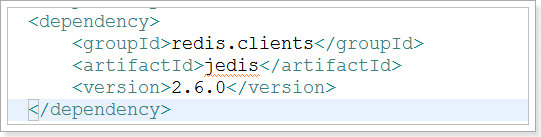 <dependency>
<groupId>redis.clients</groupId>
<artifactId>jedis</artifactId>
<version>2.6.0</version>
</dependency>